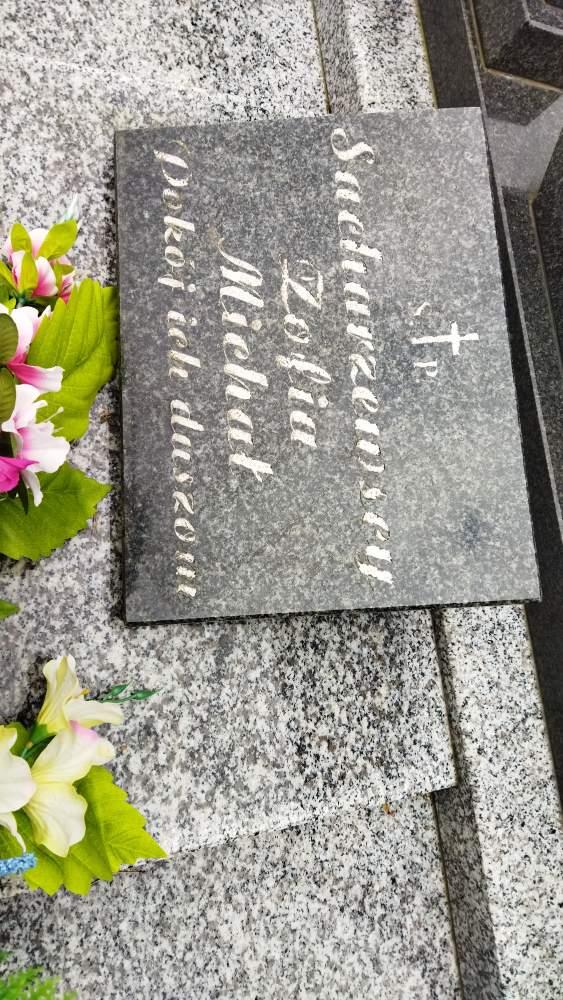 Ś.P.
Sucharzewscy
Zofia
Michał
Pokój ich duszom